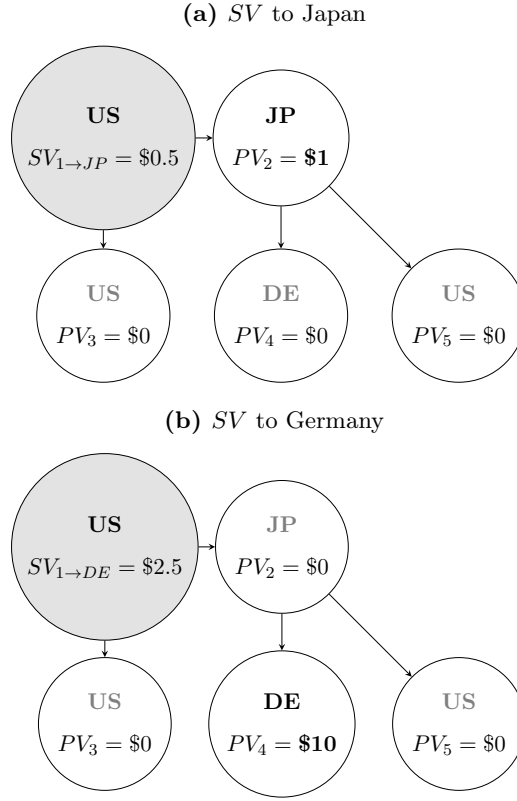 (a) SV to Japan
US
JP
SV₁→JP = $0.5
PV₂ = $1
US
DE
US
PV₃ = $0
PV₄ = $0
PV₅ = $0
(b) SV to Germany
US
JP
SV₁→DE = $2.5
PV₂ = $0
US
DE
US
PV₃ = $0
PV₄ = $10
PV₅ = $0